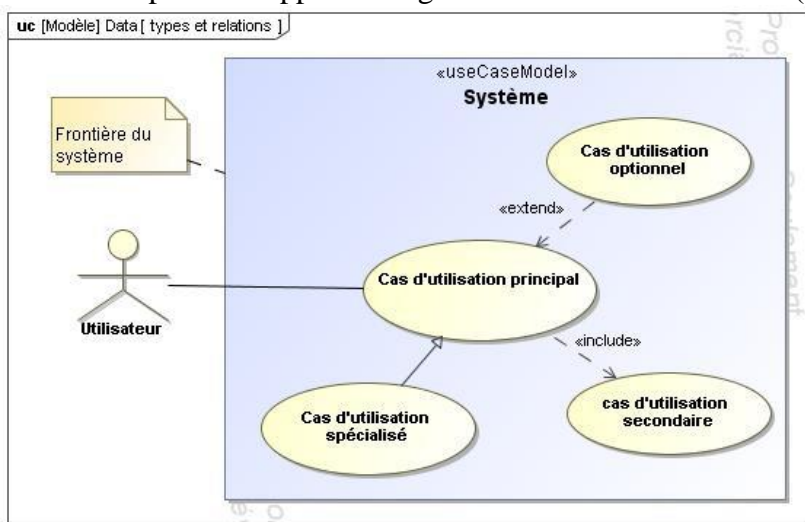 uc [Modèle] Data [ types et relations ]
«useCaseModel»
Système
Frontière du
système
Cas d'utilisation
optionnel
«extend»
Cas d'utilisation principal
Utilisateur
«include»
Cas d'utilisation
spécialisé
cas d'utilisation
secondaire